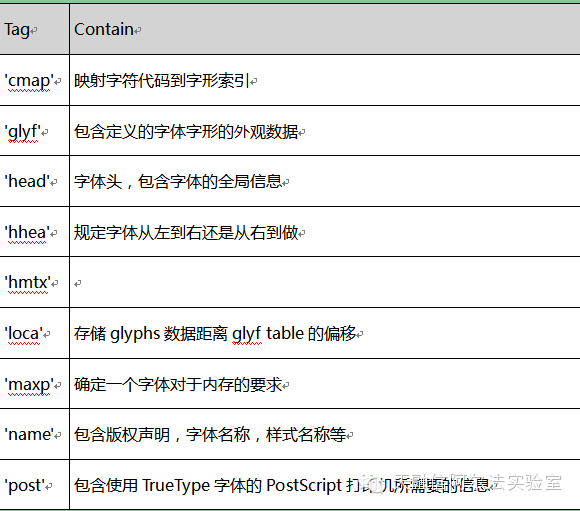 Tag Contain
'cmap' 映射字符代码到字形索引
'glyf' 包含定义的字体字形的外观数据
'head' 字体头，包含字体的全局信息
'hhea' 规定字体从左到右还是从右到做
'hmtx'
'loca' 存储 glyphs 数据距离 glyf table 的偏移
'maxp' 确定一个字体对于内存的要求
'name' 包含版权声明，字体名称，样式名称等
'post' 包含使用 TrueType 字体的 PostScript 打印机所需要的信息
法实验室